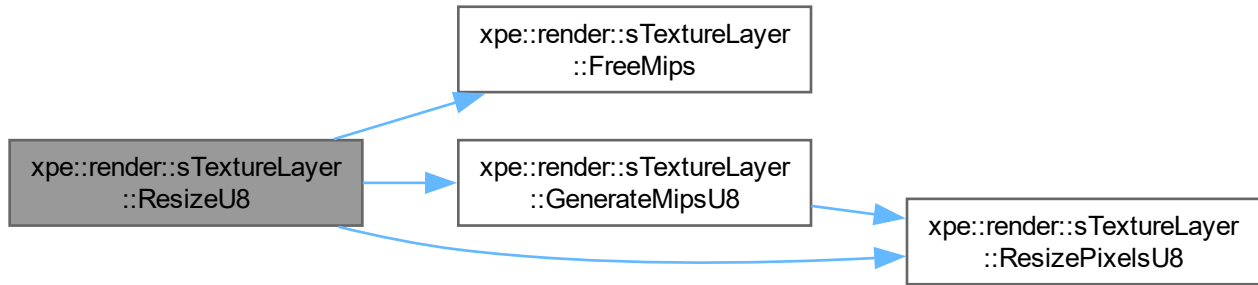 xpe::render::sTextureLayer
::FreeMips
xpe::render::sTextureLayer
::ResizeU8
xpe::render::sTextureLayer
::GenerateMipsU8
xpe::render::sTextureLayer
::ResizePixelsU8